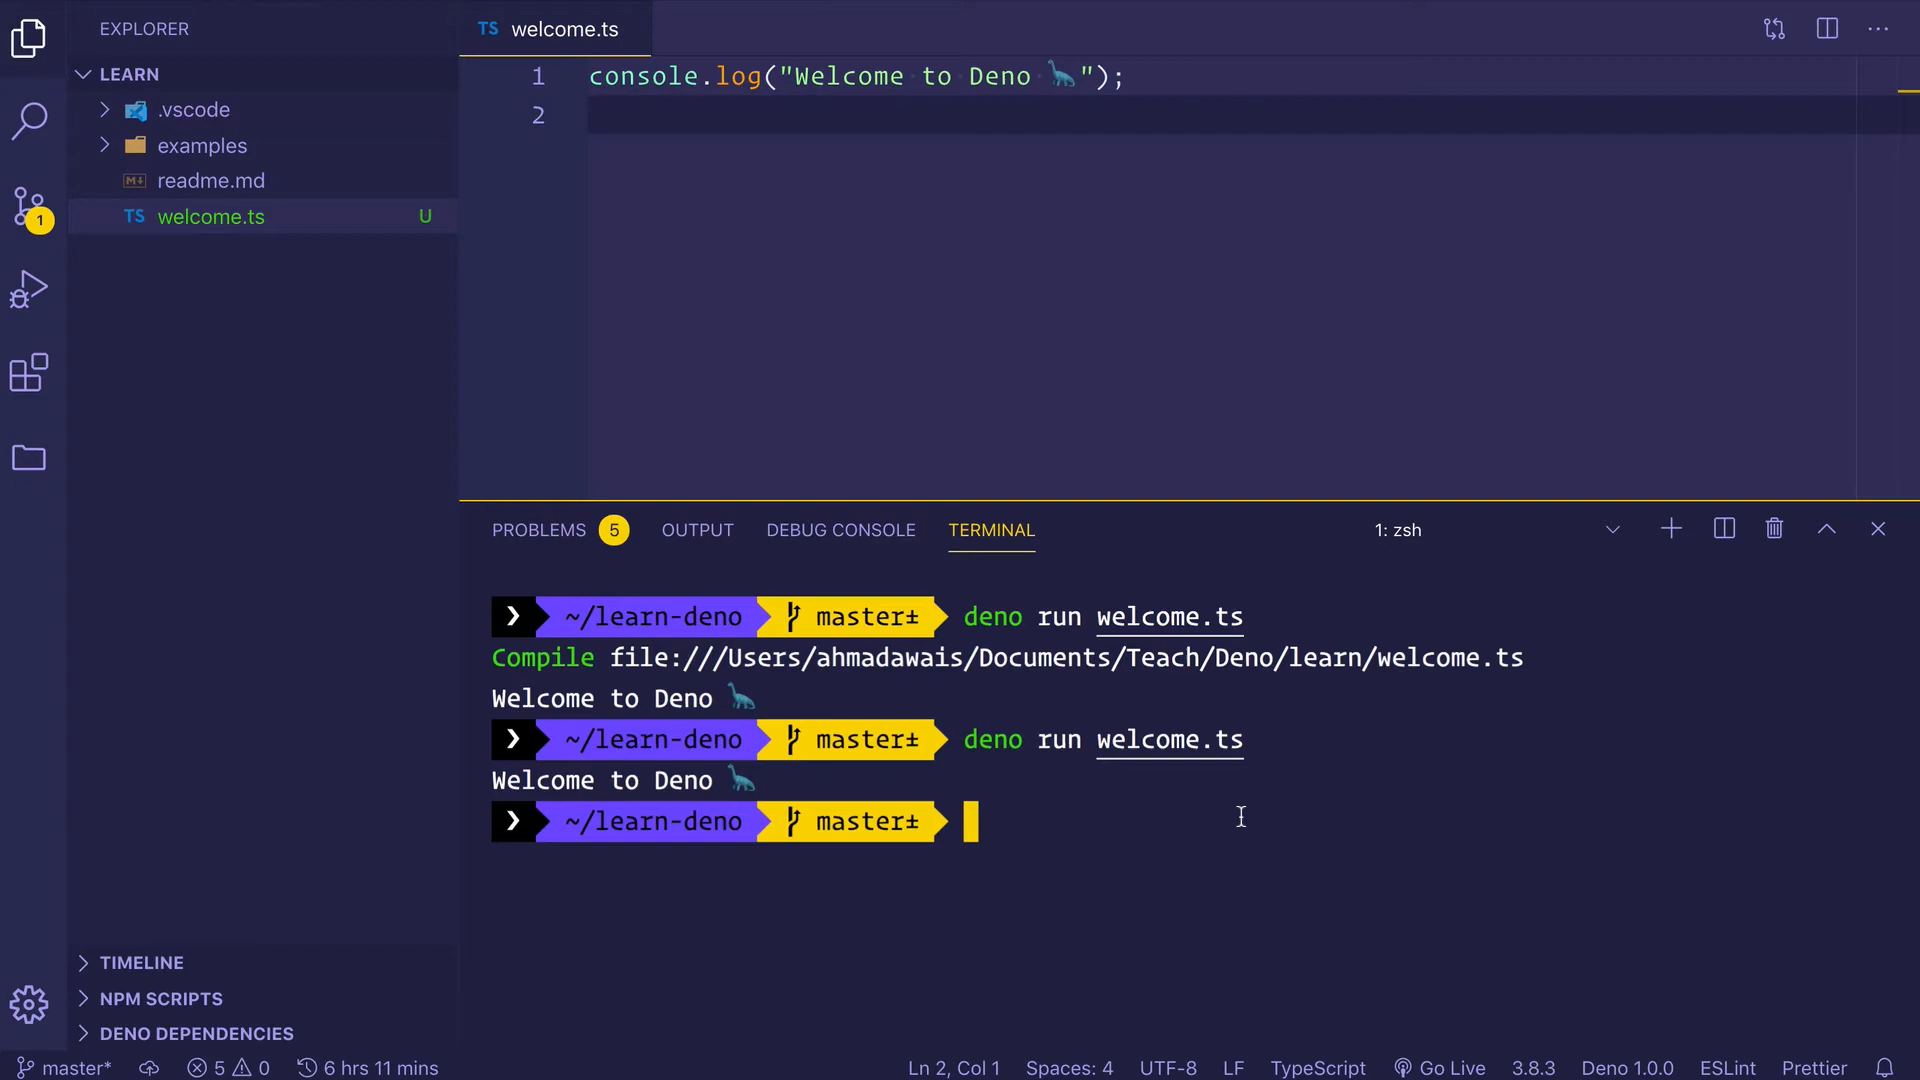 EXPLORER
LEARN
.vscode
examples
M↓ readme.md
TS welcome.ts U
1
TIMELINE
NPM SCRIPTS
DENO DEPENDENCIES
TS welcome.ts
1 console.log("Welcome to Deno 🦕");
2
PROBLEMS 5 OUTPUT DEBUG CONSOLE TERMINAL 1: zsh
❯ ~/learn-deno master± deno run welcome.ts
Compile file:///Users/ahmadawais/Documents/Teach/Deno/learn/welcome.ts
Welcome to Deno 🦕
❯ ~/learn-deno master± deno run welcome.ts
Welcome to Deno 🦕
❯ ~/learn-deno master±
master* 5 0 6 hrs 11 mins Ln 2, Col 1 Spaces: 4 UTF-8 LF TypeScript Go Live 3.8.3 Deno 1.0.0 ESLint Prettier